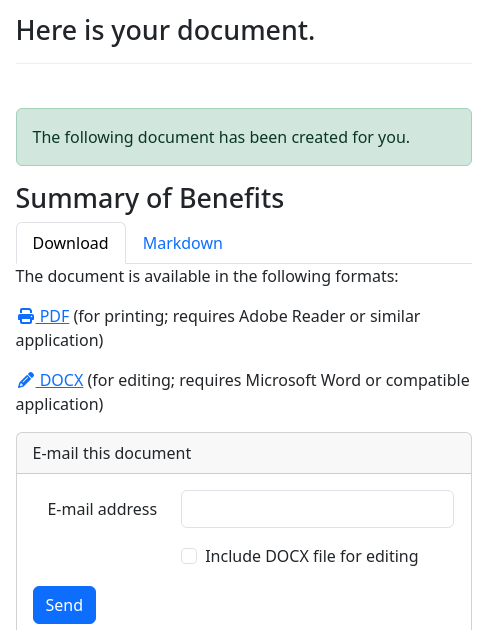 Here is your document.
The following document has been created for you.
Summary of Benefits
Download Markdown
The document is available in the following formats:
PDF (for printing; requires Adobe Reader or similar
application)
DOCX (for editing; requires Microsoft Word or compatible
application)
E-mail this document
E-mail address
Include DOCX file for editing
Send